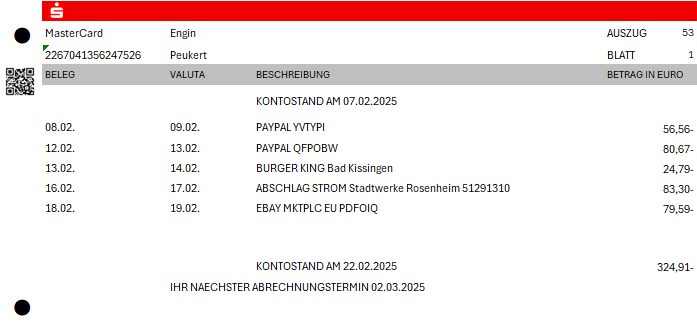 MasterCard Engin AUSZUG 53
2267041356247526 Peukert BLATT 1
BELEG VALUTA BESCHREIBUNG BETRAG IN EURO
KONTOSTAND AM 07.02.2025
08.02. 09.02. PAYPAL YVTYPI 56,56-
12.02. 13.02. PAYPAL QFPOBW 80,67-
13.02. 14.02. BURGER KING Bad Kissingen 24,79-
16.02. 17.02. ABSCHLAG STROM Stadtwerke Rosenheim 51291310 83,30-
18.02. 19.02. EBAY MKTPLC EU PDFOIQ 79,59-
KONTOSTAND AM 22.02.2025 324,91-
IHR NAECHSTER ABRECHNUNGSTERMIN 02.03.2025